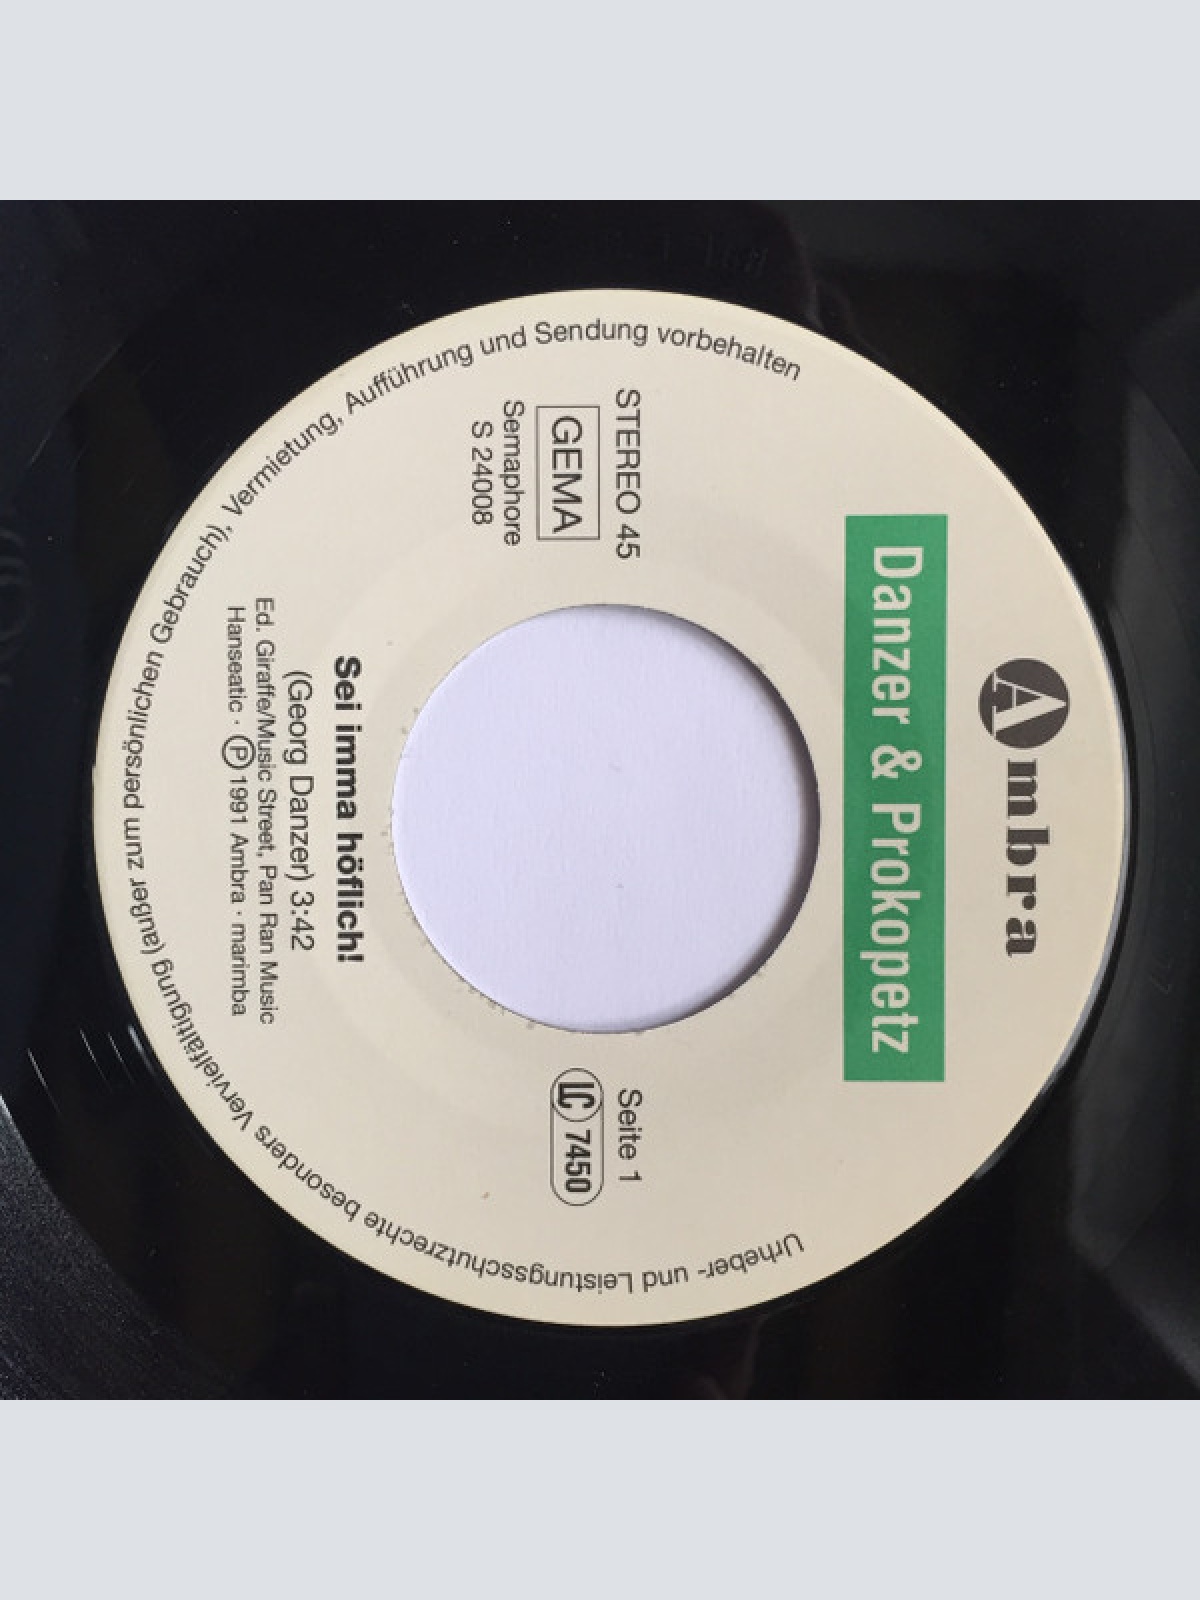 Ambra
Danzer & Prokopetz
STEREO 45
GEMA
Semaphore
S 24008
Seite 1
LC 7450
Sei imma höflich!
(Georg Danzer) 3:42
Ed. Giraffe/Music Street, Pan Ran Music
Hanseatic · Ⓟ 1991 Ambra · marimba
Urheber- und Leistungsschutzrechte besonders Vervielfältigung (außer zum persönlichen Gebrauch), Vermietung, Aufführung und Sendung vorbehalten